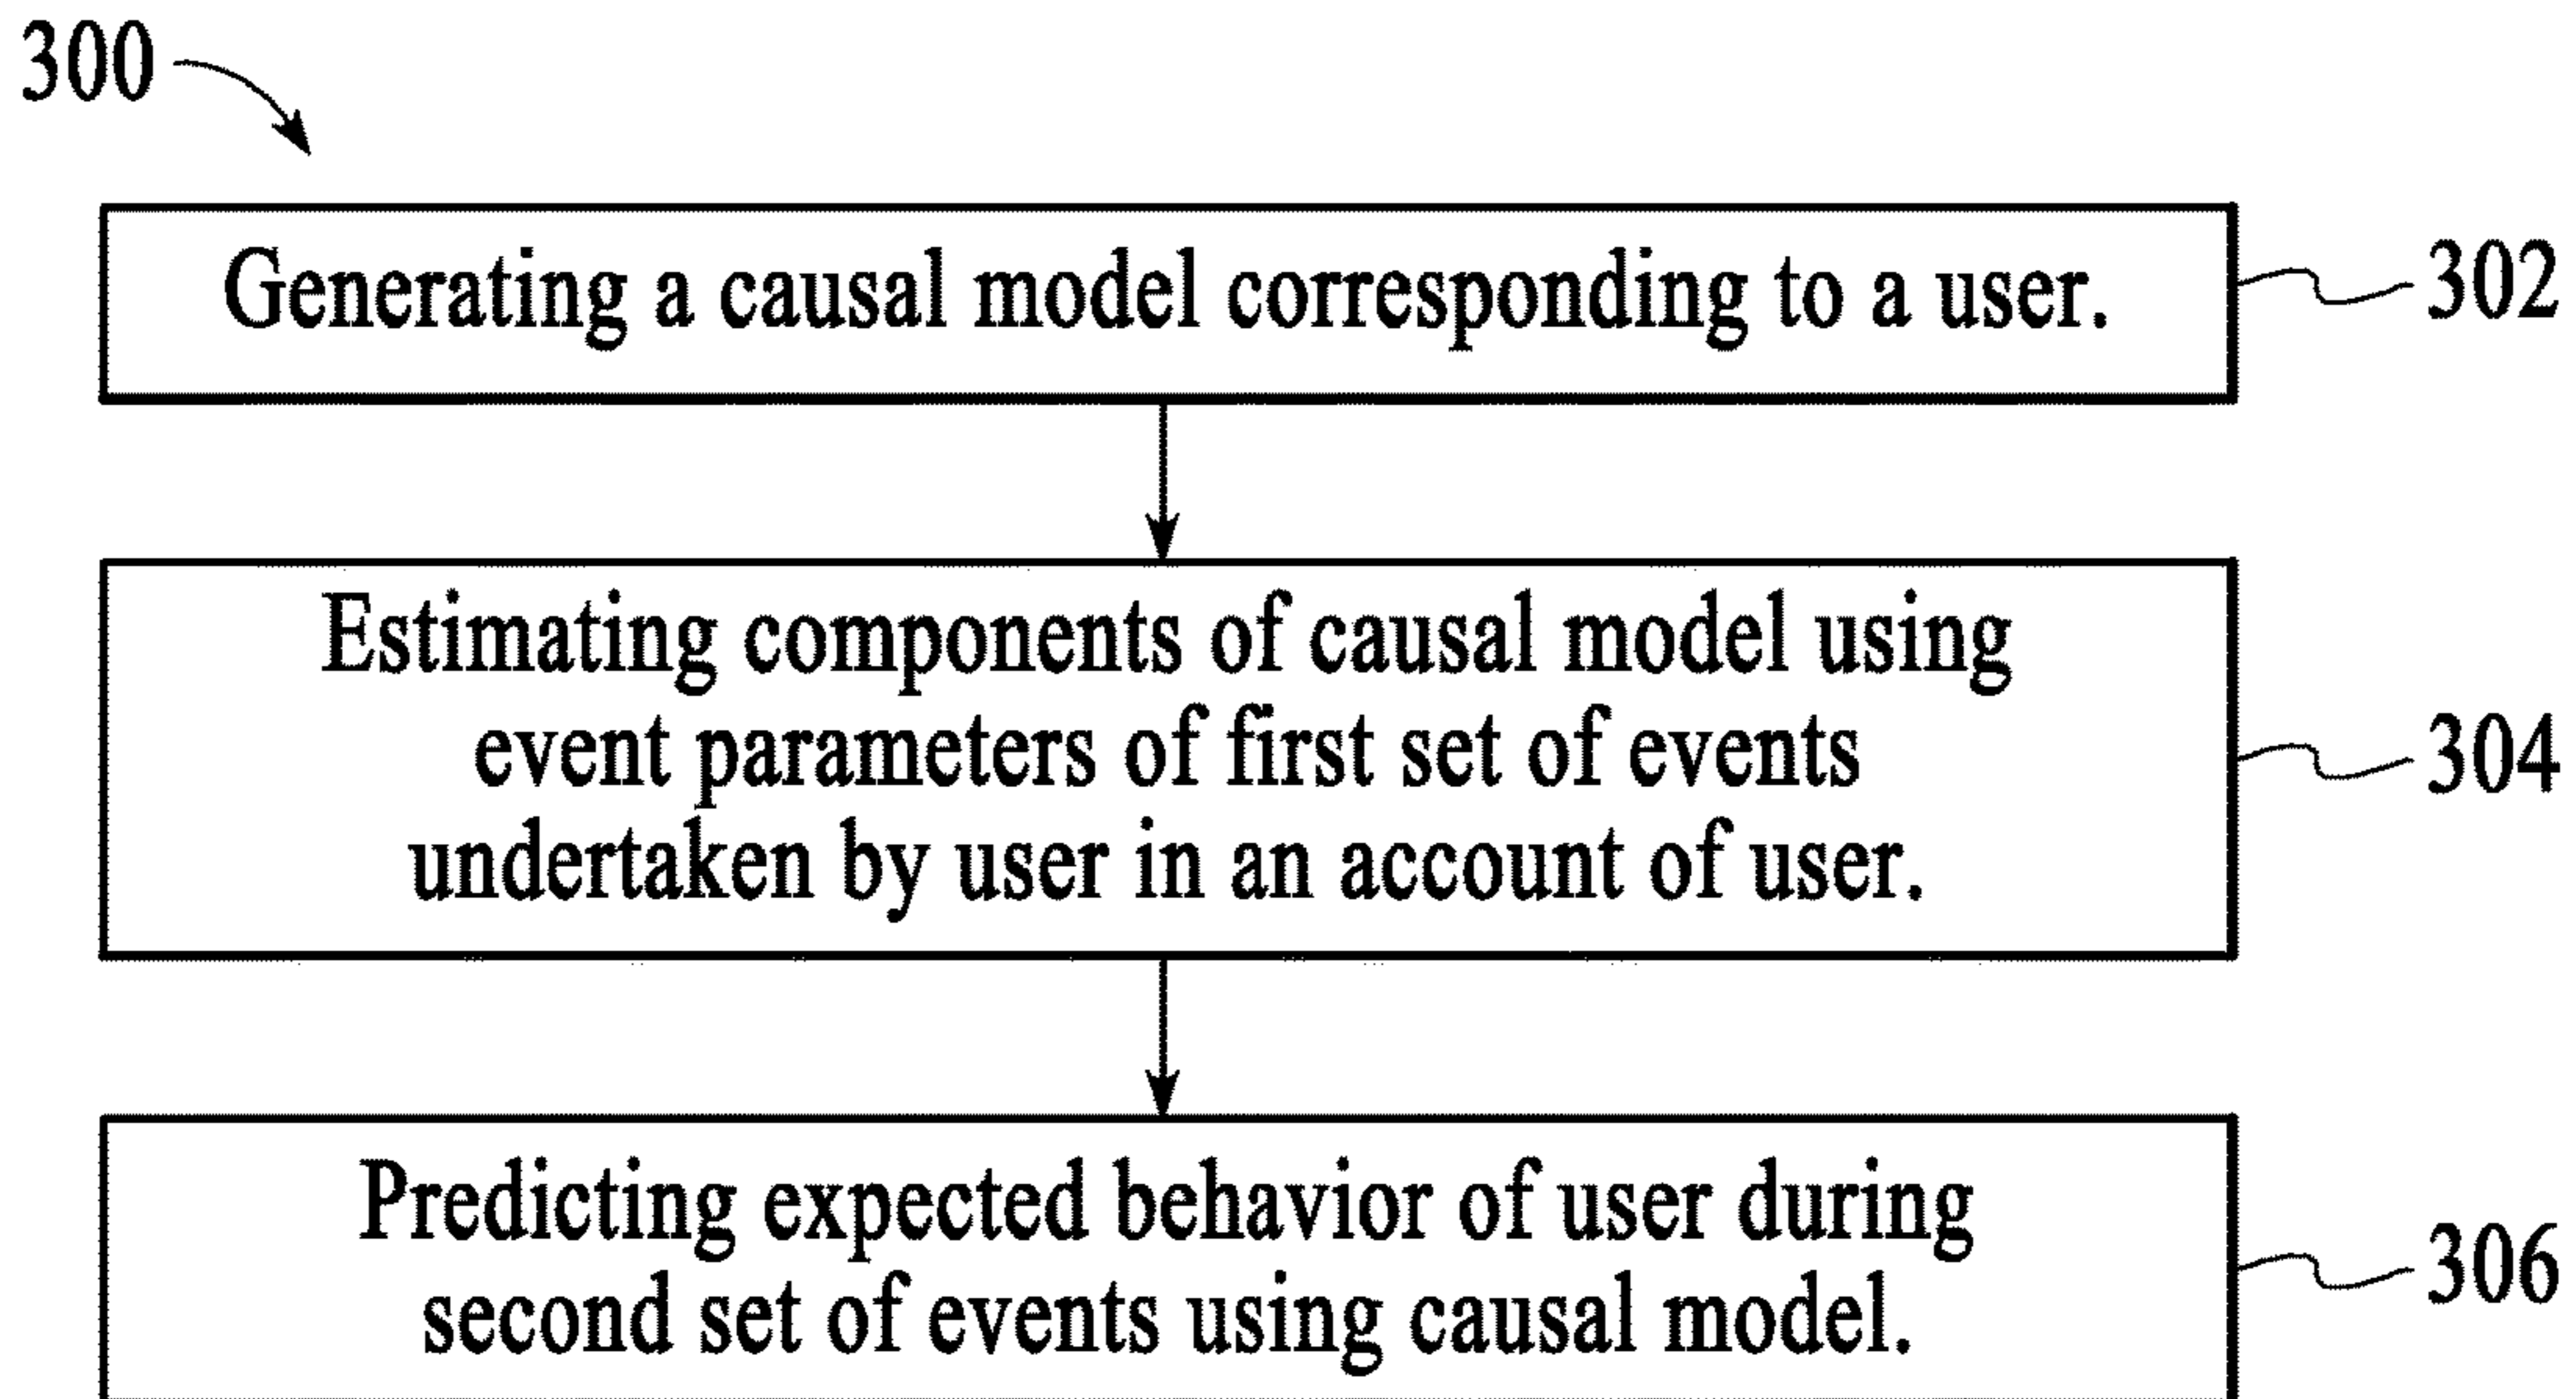 300
Generating a causal model corresponding to a user.
302
Estimating components of causal model using
event parameters of first set of events
undertaken by user in an account of user.
304
Predicting expected behavior of user during
second set of events using causal model.
306